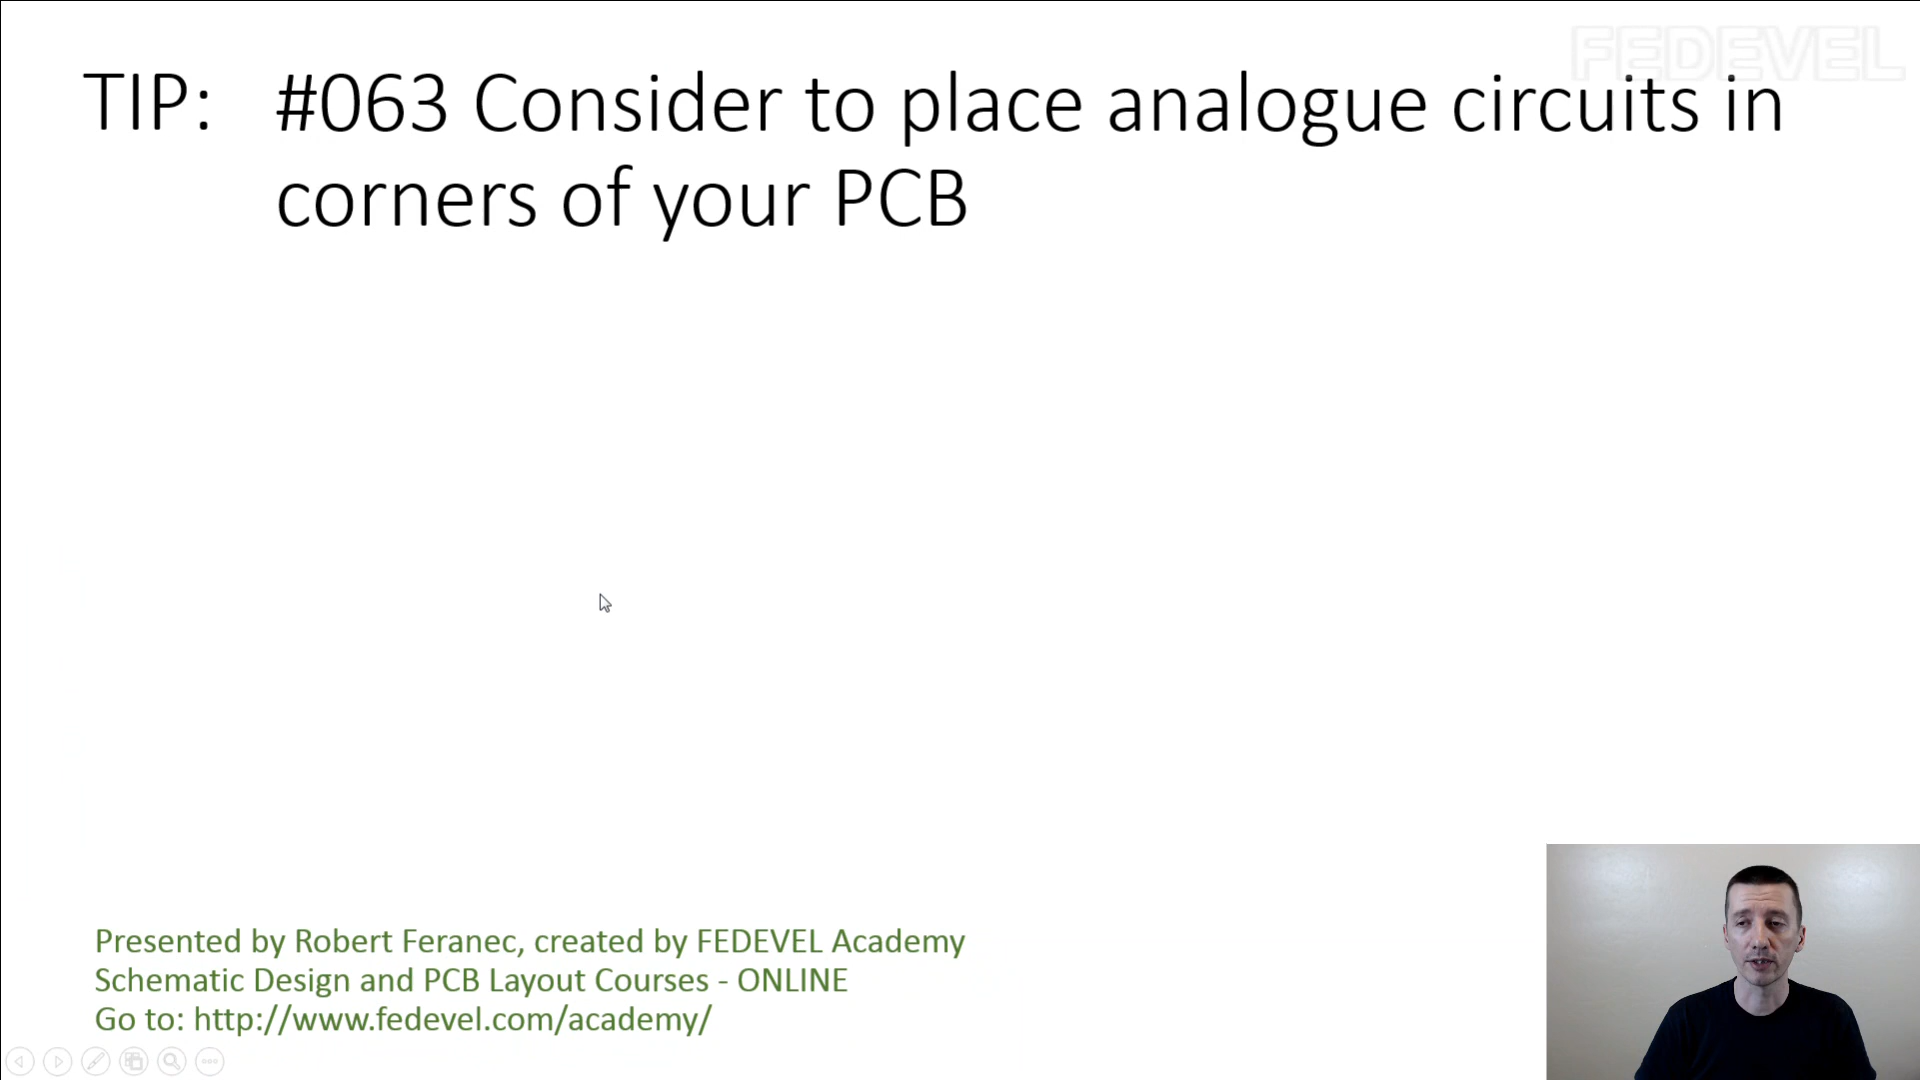 FEDEVEL
TIP: #063 Consider to place analogue circuits in
corners of your PCB
Presented by Robert Feranec, created by FEDEVEL Academy
Schematic Design and PCB Layout Courses - ONLINE
Go to: http://www.fedevel.com/academy/